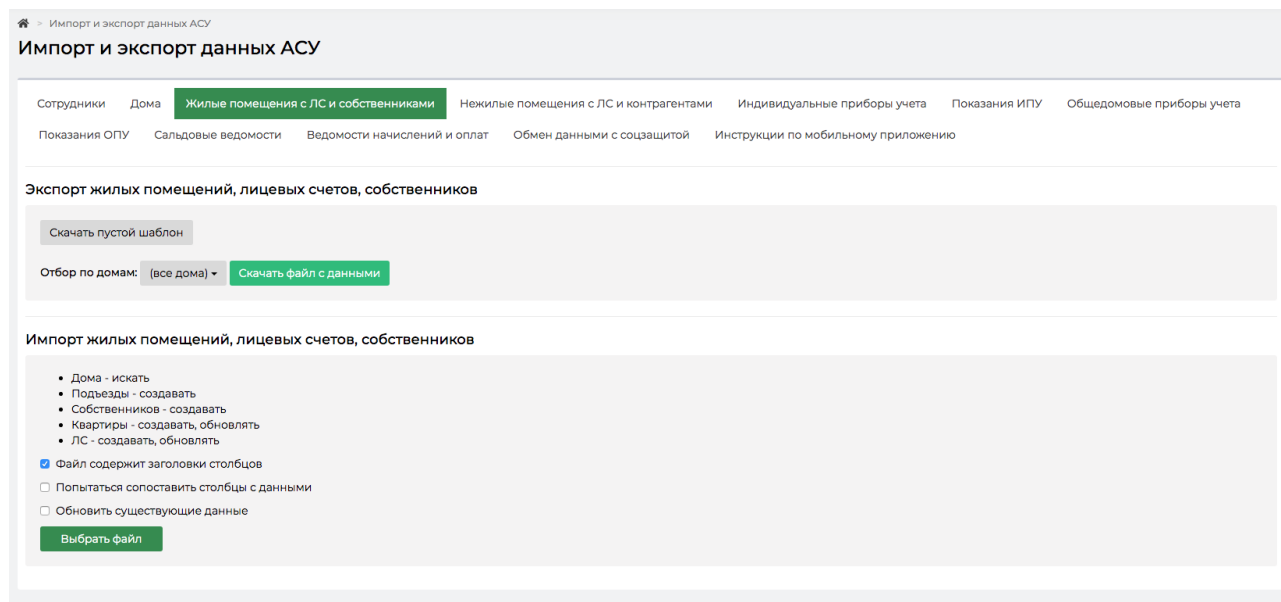 > Импорт и экспорт данных АСУ
Импорт и экспорт данных АСУ
Сотрудники Дома Жилые помещения с ЛС и собственниками Нежилые помещения с ЛС и контрагентами Индивидуальные приборы учета Показания ИПУ Общедомовые приборы учета
Показания ОПУ Сальдовые ведомости Ведомости начислений и оплат Обмен данными с соцзащитой Инструкции по мобильному приложению
Экспорт жилых помещений, лицевых счетов, собственников
Скачать пустой шаблон
Отбор по домам: (все дома) Скачать файл с данными
Импорт жилых помещений, лицевых счетов, собственников
• Дома - искать
• Подъезды - создавать
• Собственников - создавать
• Квартиры - создавать, обновлять
• ЛС - создавать, обновлять
Файл содержит заголовки столбцов
Попытаться сопоставить столбцы с данными
Обновить существующие данные
Выбрать файл